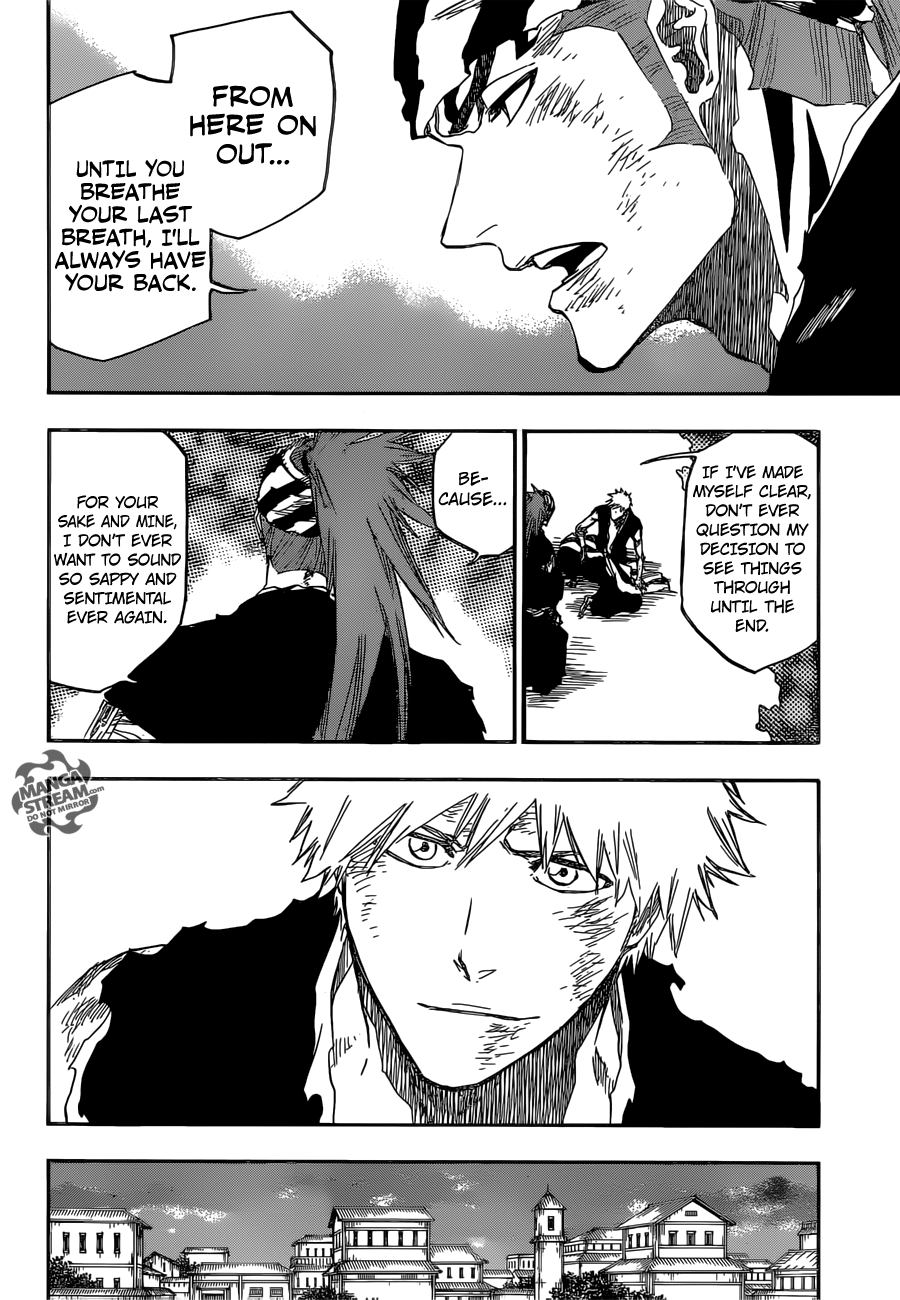 FROM
HERE ON
OUT...
UNTIL YOU
BREATHE
YOUR LAST
BREATH, I'LL
ALWAYS HAVE
YOUR BACK.
IF I'VE MADE
MYSELF CLEAR,
DON'T EVER
QUESTION MY
DECISION TO
SEE THINGS
THROUGH
UNTIL THE
END.
BE-
CAUSE...
FOR YOUR
SAKE AND MINE,
I DON'T EVER
WANT TO SOUND
SO SAPPY AND
SENTIMENTAL
EVER AGAIN.
MANGA
STREAM.com
DO NOT MIRROR